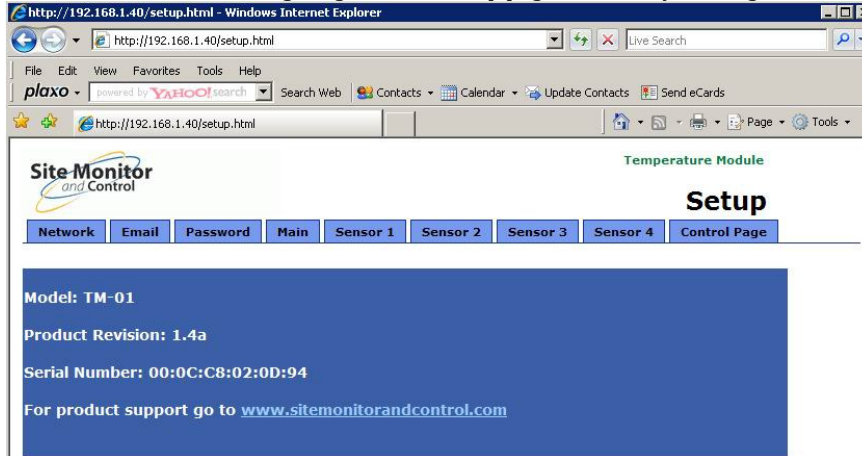 http://192.168.1.40/setup.html - Windows Internet Explorer
http://192.168.1.40/setup.html
Live Search
File Edit View Favorites Tools Help
plaxo powered by YAHOO! search Search Web Contacts Calendar Update Contacts Send eCards
http://192.168.1.40/setup.html
Page Tools
Site Monitor
and Control
Temperature Module
Setup
Network Email Password Main Sensor 1 Sensor 2 Sensor 3 Sensor 4 Control Page
Model: TM-01
Product Revision: 1.4a
Serial Number: 00:0C:C8:02:0D:94
For product support go to www.sitemonitorandcontrol.com